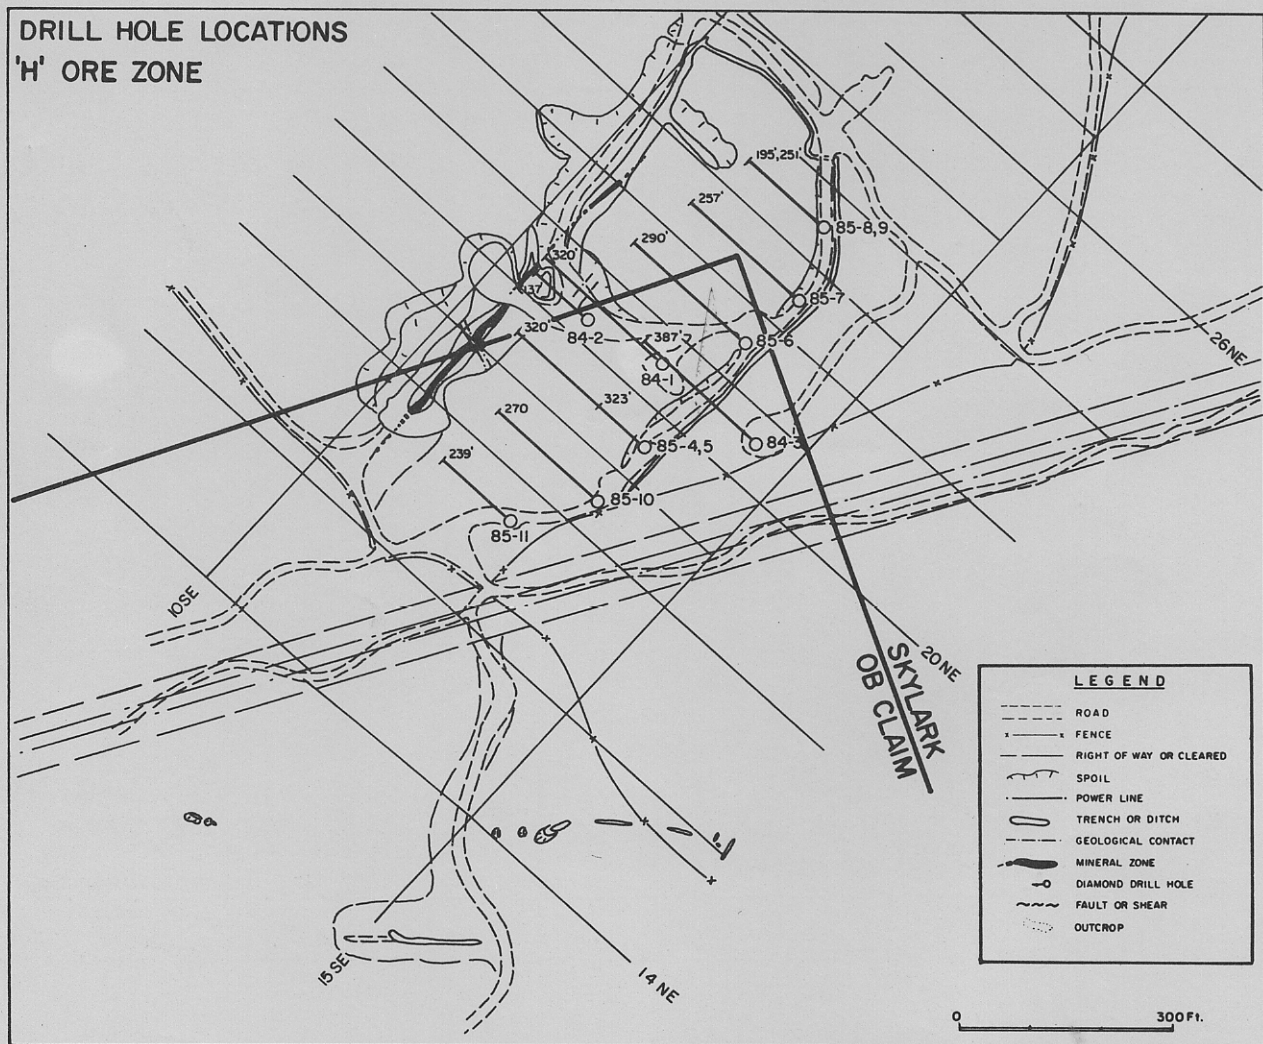 DRILL HOLE LOCATIONS
'H' ORE ZONE
195',251'
257'
85-8,9
290'
320'
137'
85-7
320'
84-2
387'
85-6
26NE
84-1
323'
270
84-3
85-4,5
239'
85-10
85-11
10SE
20NE
SKYLARK
OB CLAIM
LEGEND
ROAD
FENCE
RIGHT OF WAY OR CLEARED
SPOIL
POWER LINE
TRENCH OR DITCH
GEOLOGICAL CONTACT
MINERAL ZONE
DIAMOND DRILL HOLE
FAULT OR SHEAR
OUTCROP
15SE
14NE
0 300Ft.